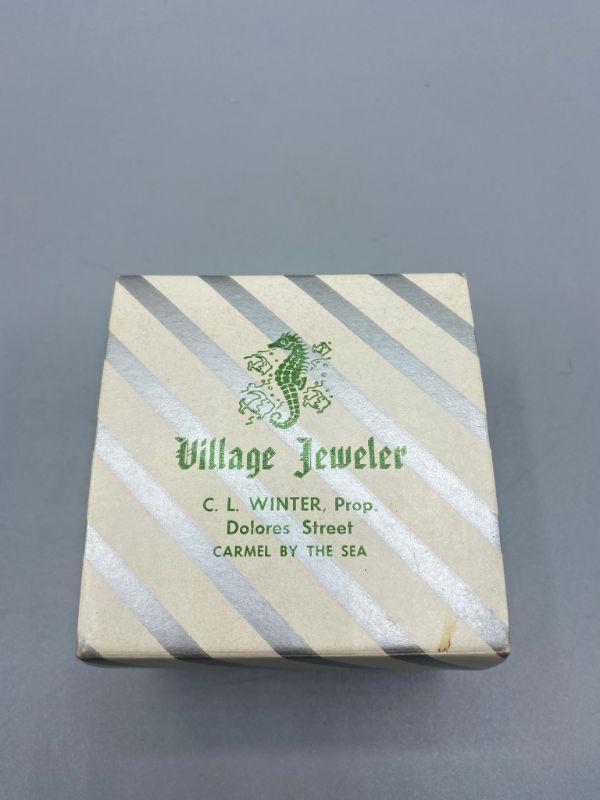 Village Jeweler
C. L. WINTER, Prop.
Dolores Street
CARMEL BY THE SEA